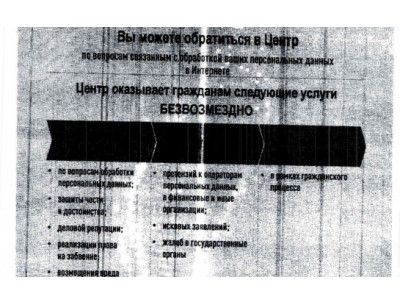 Вы можете обратиться в Центр
по вопросам связанным с обработкой ваших персональных данных
в Интернете
Центр оказывает гражданам следующие услуги
БЕЗВОЗМЕЗДНО
• по вопросам обработки
персональных данных;
• защиты чести
и достоинства;
• деловой репутации;
• реализации права
на забвение
• возмещения вреда
• претензий к операторам
персональных данных,
в финансовые и иные
организации;
• исковых заявлений;
• жалоб в государственные
органы
• в рамках гражданского
процесса